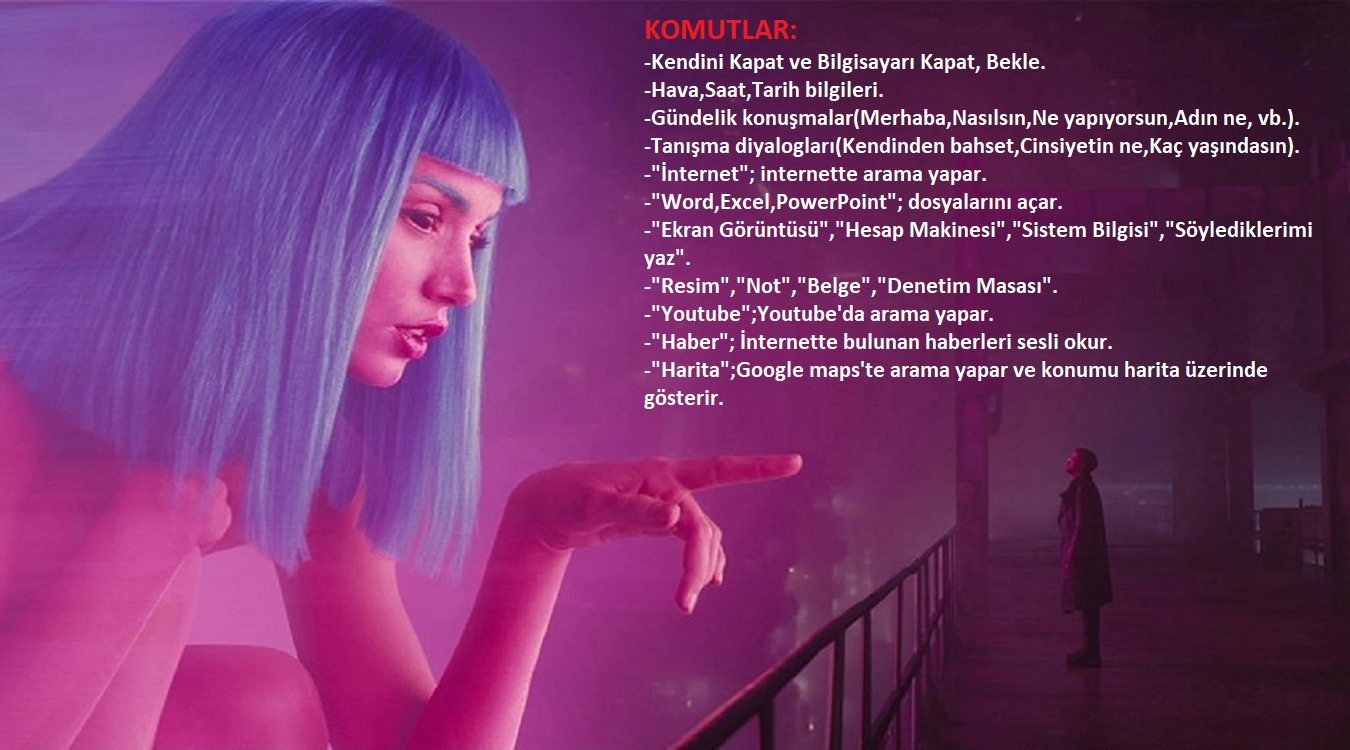 KOMUTLAR:
-Kendini Kapat ve Bilgisayarı Kapat, Bekle.
-Hava,Saat,Tarih bilgileri.
-Gündelik konuşmalar(Merhaba,Nasılsın,Ne yapıyorsun,Adın ne, vb.).
-Tanışma diyalogları(Kendinden bahset,Cinsiyetin ne,Kaç yaşındasın).
-"İnternet"; internette arama yapar.
-"Word,Excel,PowerPoint"; dosyalarını açar.
-"Ekran Görüntüsü","Hesap Makinesi","Sistem Bilgisi","Söylediklerimi
yaz".
-"Resim","Not","Belge","Denetim Masası".
-"Youtube";Youtube'da arama yapar.
-"Haber"; İnternette bulunan haberleri sesli okur.
-"Harita";Google maps'te arama yapar ve konumu harita üzerinde
gösterir.